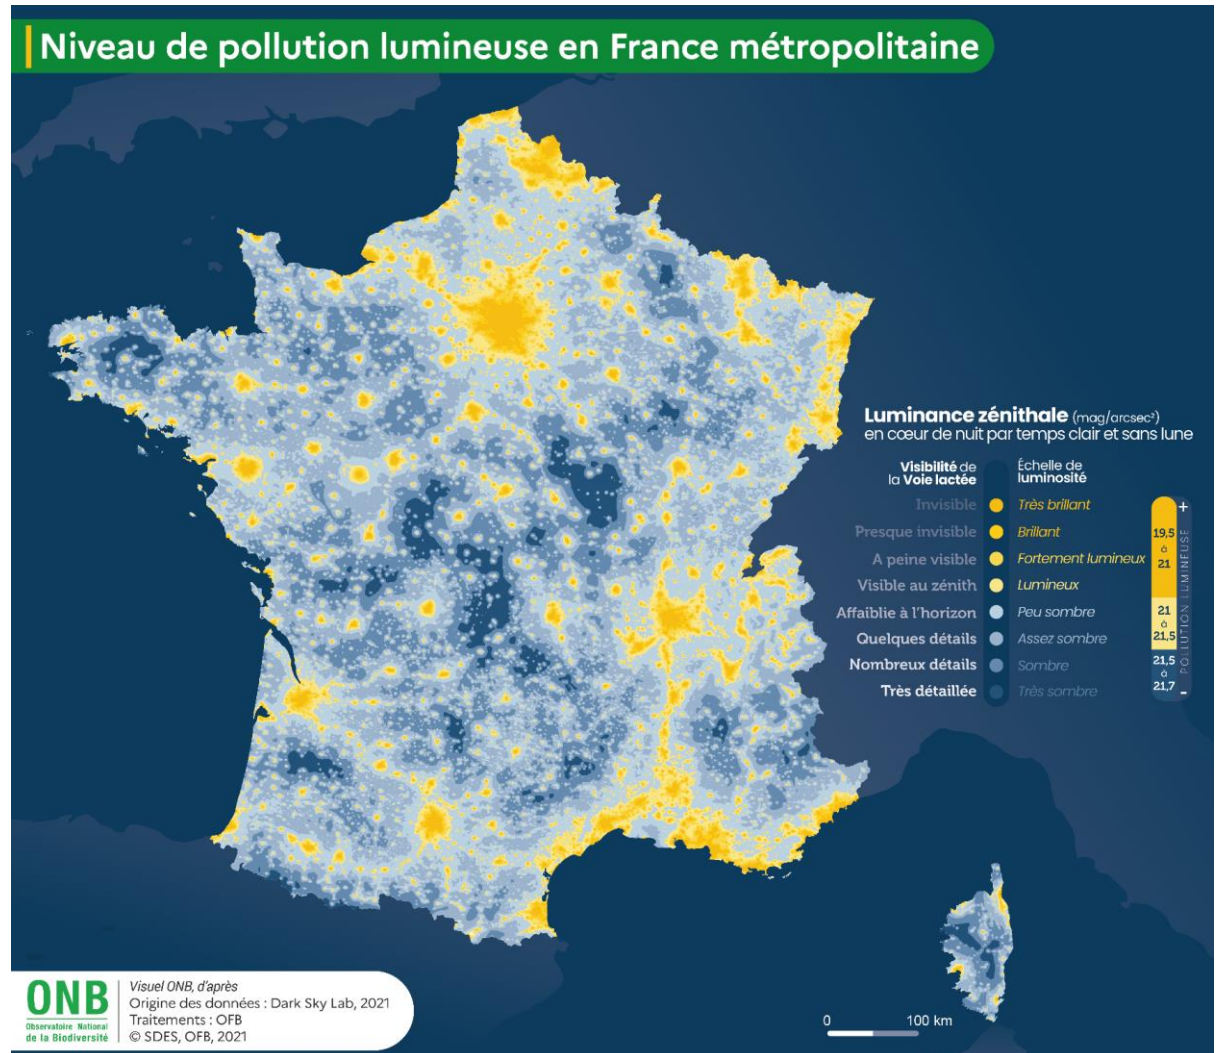 Niveau de pollution lumineuse en France métropolitaine
Luminance zénithale (mag/arcsec²)
en cœur de nuit par temps clair et sans lune
Visibilité de
la Voie lactée
Échelle de
luminosité
Invisible
Très brillant
Presque invisible
Brillant
A peine visible
Fortement lumineux
Visible au zénith
Lumineux
Affaiblie à l'horizon
Peu sombre
Quelques détails
Assez sombre
Nombreux détails
Sombre
Très détaillée
Très sombre
+
19,5
à
21
21
à
21,5
21,5
à
21,7
-
POLLUTION LUMINEUSE
ONB
Observatoire National
de la Biodiversité
Visuel ONB, d'après
Origine des données : Dark Sky Lab, 2021
Traitements : OFB
© SDES, OFB, 2021
0 100 km